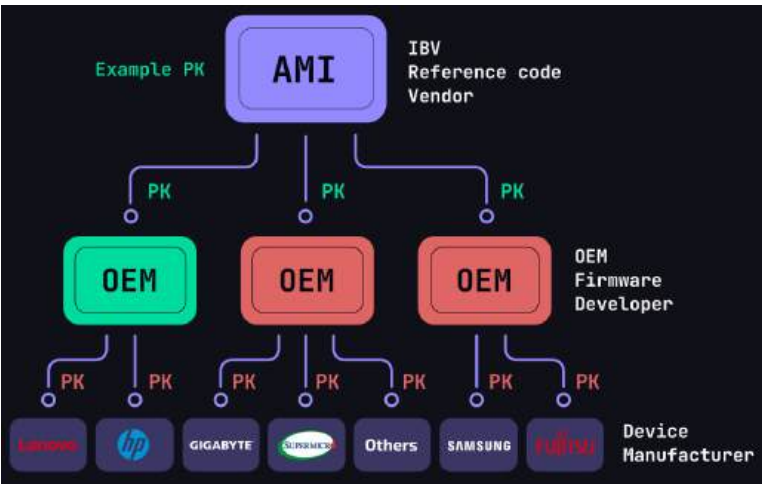 Example PK
AMI
IBV
Reference code
Vendor
PK
PK
PK
OEM
OEM
OEM
OEM
Firmware
Developer
PK
PK
PK
PK
PK
PK
PK
Lenovo
hp
GIGABYTE
SUPERMICR
Others
SAMSUNG
FUJITSU
Device
Manufacturer